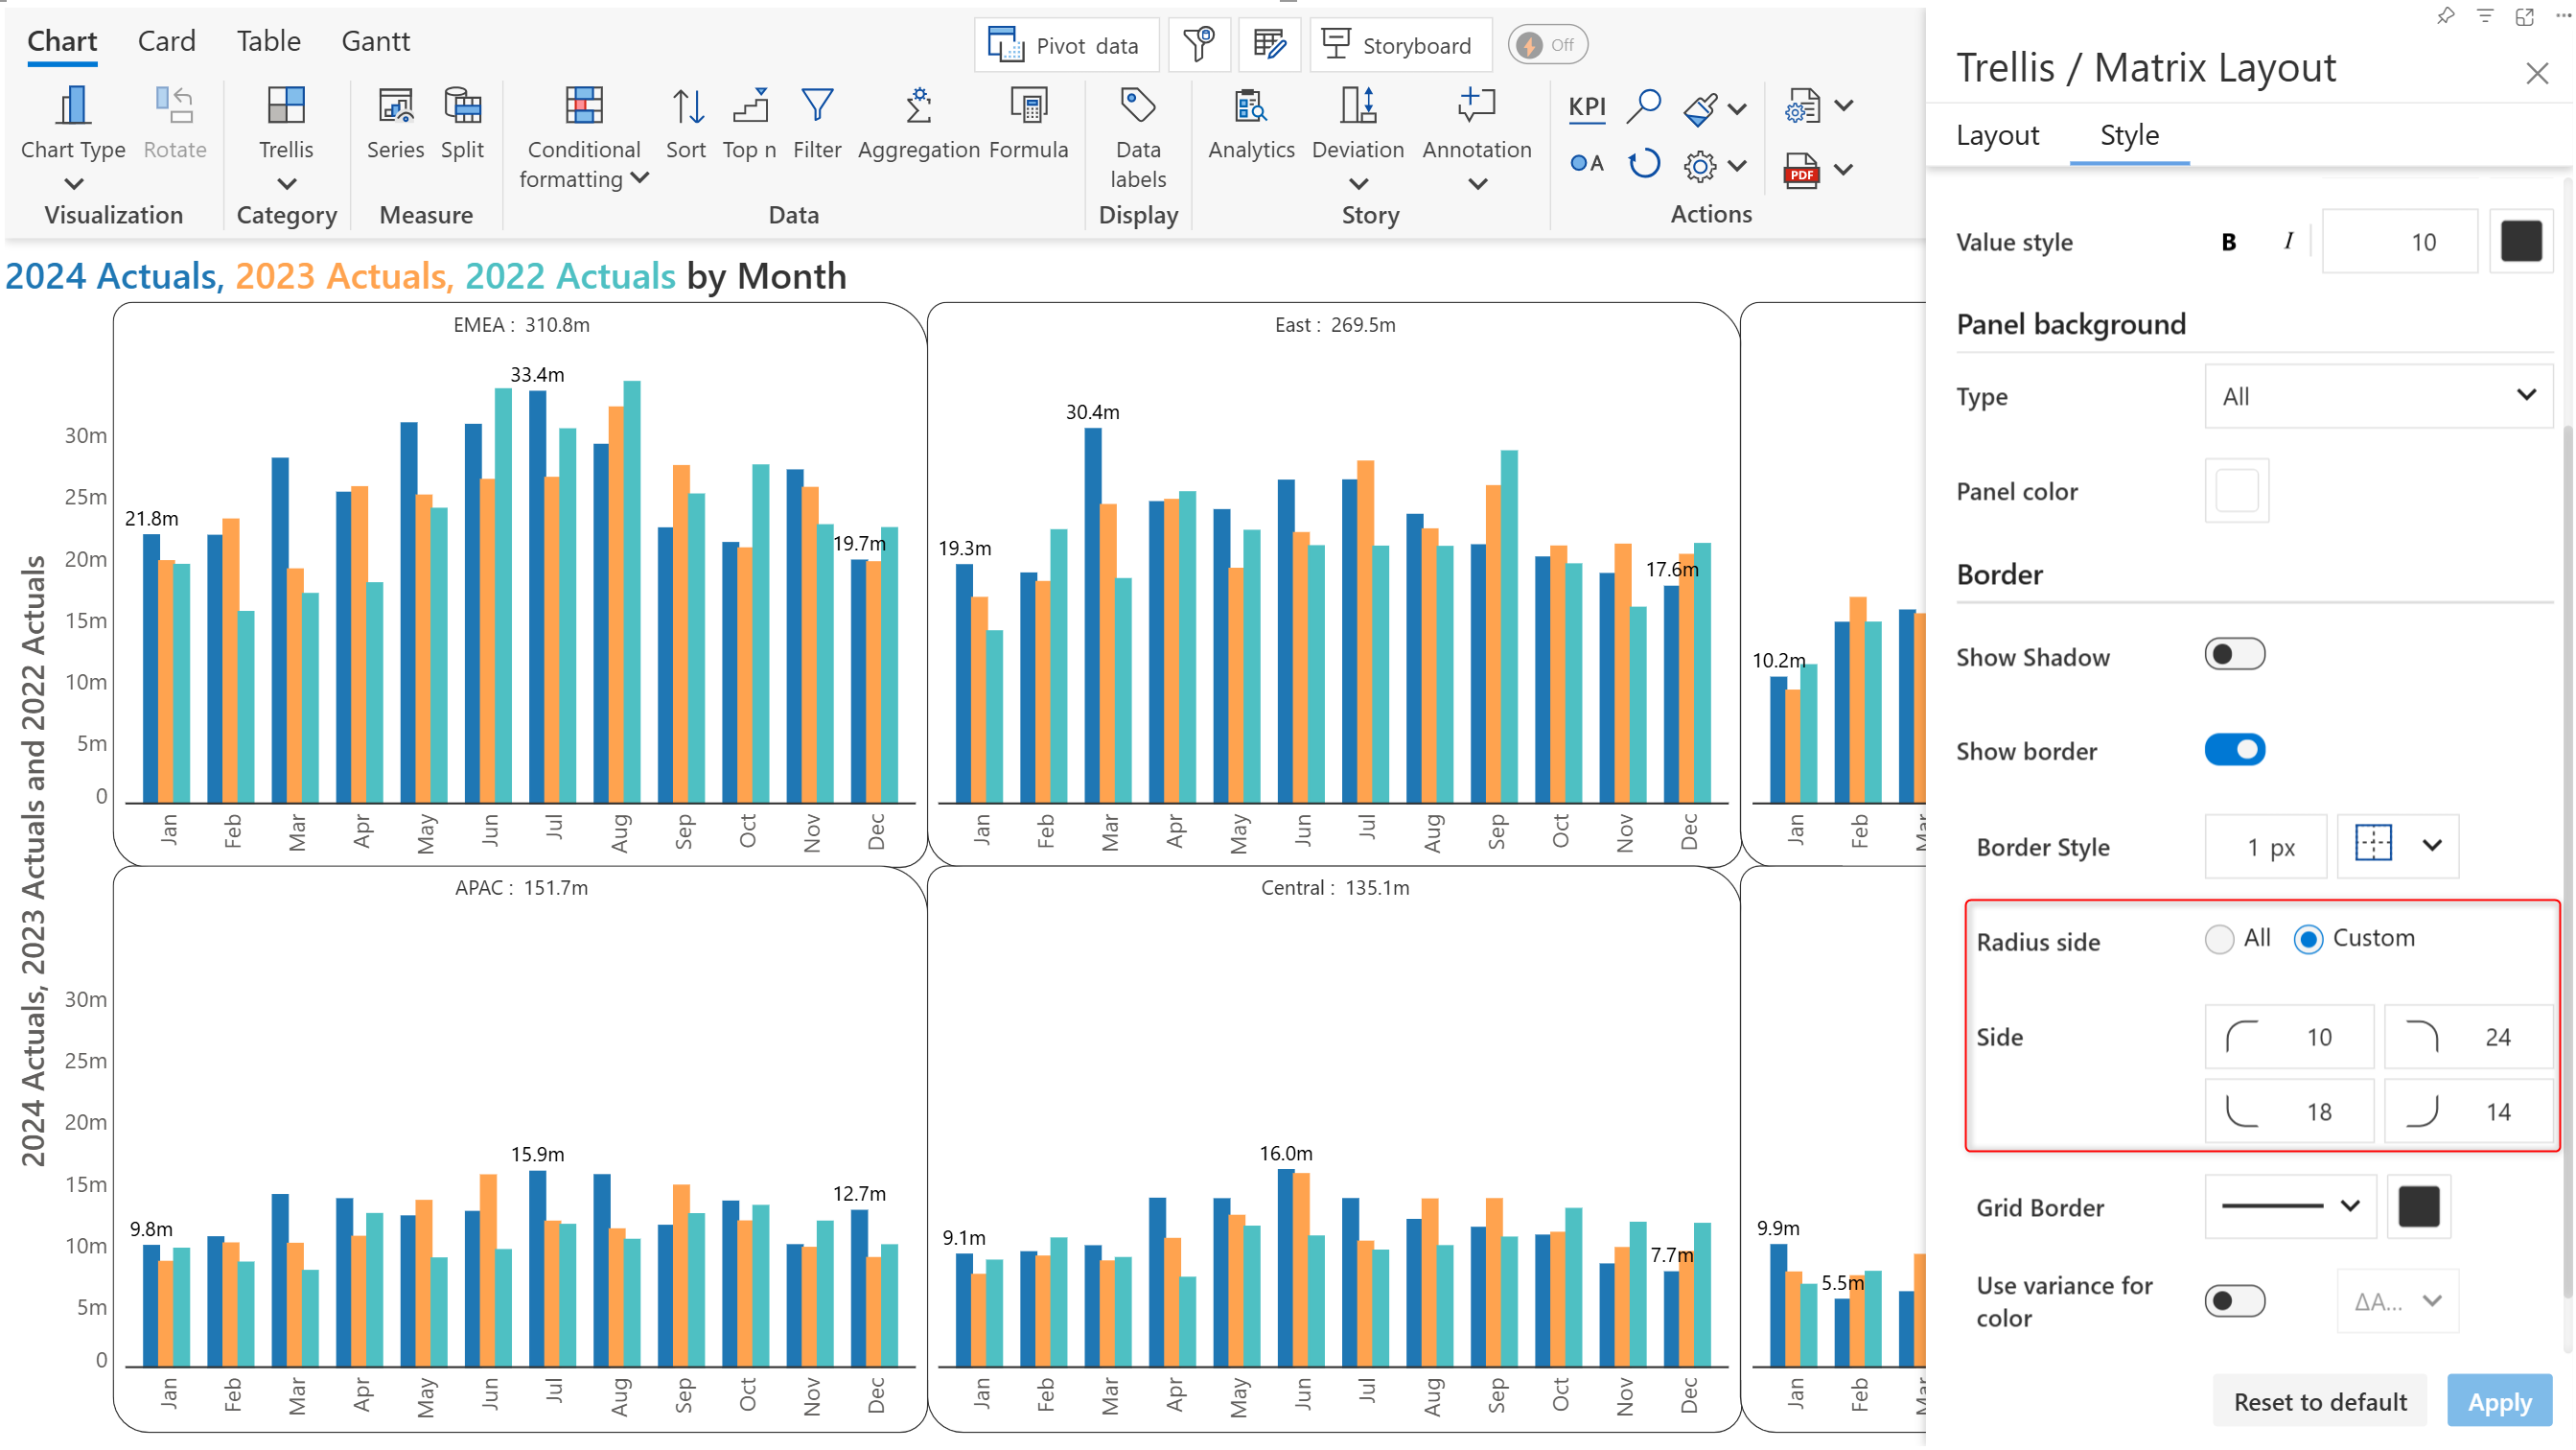 Chart Card Table Gantt
Pivot data Storyboard Off
Chart Type Rotate Trellis Series Split Conditional formatting Sort Top n Filter Aggregation Formula Data labels Analytics Deviation Annotation KPI A PDF
Visualization Category Measure Data Display Story Actions
2024 Actuals, 2023 Actuals, 2022 Actuals by Month
2024 Actuals, 2023 Actuals and 2022 Actuals
EMEA : 310.8m
30m
25m
20m
15m
10m
5m
0
21.8m 33.4m 19.7m
Jan Feb Mar Apr May Jun Jul Aug Sep Oct Nov Dec
East : 269.5m
19.3m 30.4m 17.6m
Jan Feb Mar Apr May Jun Jul Aug Sep Oct Nov Dec
10.2m
Jan Feb Mar
APAC : 151.7m
30m
25m
20m
15m
10m
5m
0
9.8m 15.9m 12.7m
Jan Feb Mar Apr May Jun Jul Aug Sep Oct Nov Dec
Central : 135.1m
9.1m 16.0m 7.7m
Jan Feb Mar Apr May Jun Jul Aug Sep Oct Nov Dec
9.9m 5.5m
Jan Feb Mar
Trellis / Matrix Layout
Layout Style
Value style B I 10
Panel background
Type All
Panel color
Border
Show Shadow
Show border
Border Style 1 px
Radius side All Custom
Side 10 24
18 14
Grid Border
Use variance for
color ΔA...
Reset to default Apply